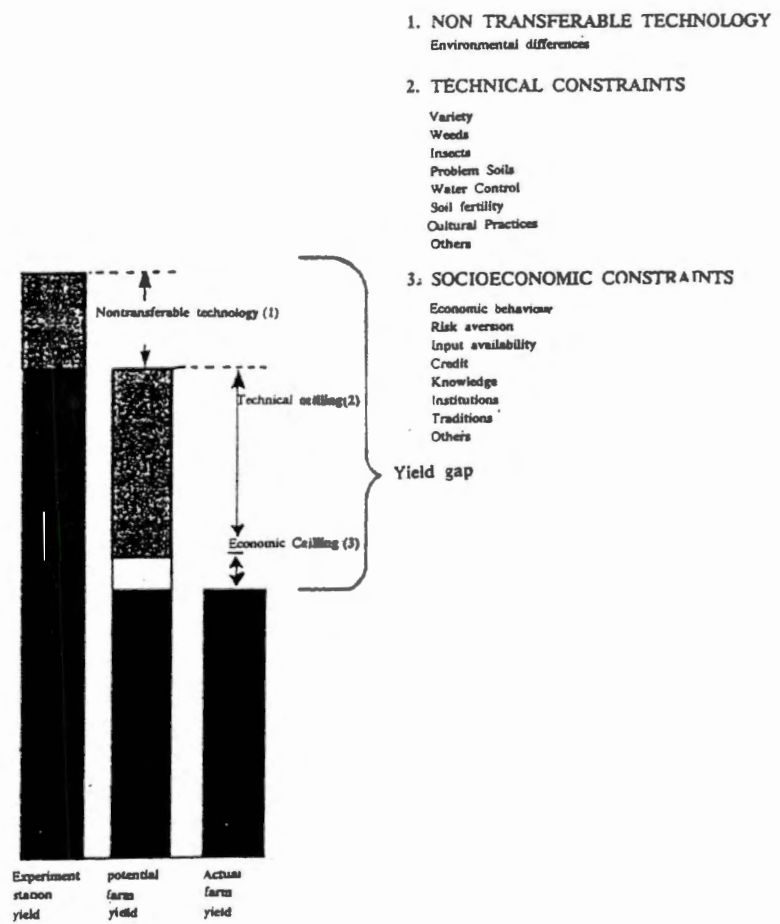 1. NON TRANSFERABLE TECHNOLOGY
Environmental differences
2. TECHNICAL CONSTRAINTS
Variety
Weeds
Insects
Problem Soils
Water Control
Soil fertility
Cultural Practices
Others
3. SOCIOECONOMIC CONSTRAINTS
Economic behaviour
Risk aversion
Input availability
Credit
Knowledge
Institutions
Traditions
Others
Nontransferable technology (1)
Technical ceilling(2)
Economic Ceilling (3)
Yield gap
Experiment
station
yield
potential
farm
yield
Actual
farm
yield